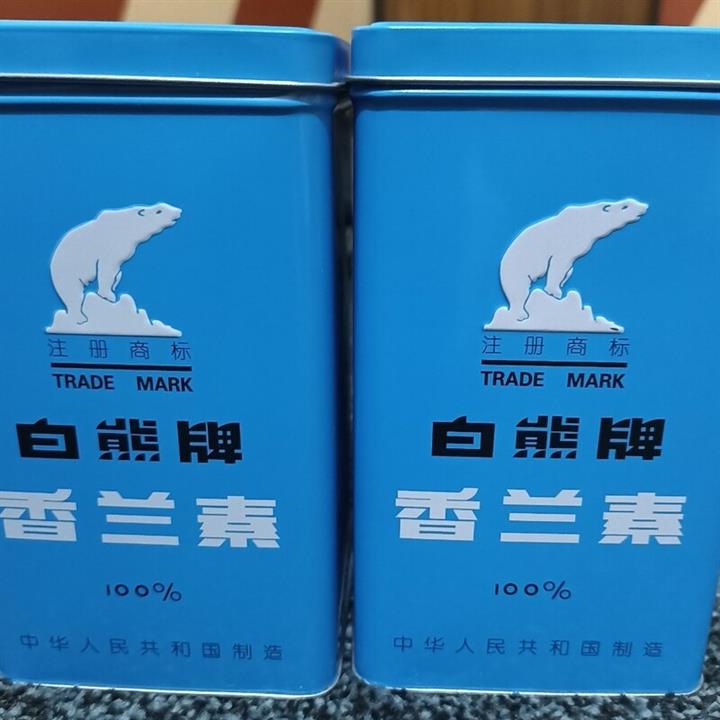 注册商标
TRADE MARK
白熊牌
香兰素
100%
中华人民共和国制造
注册商标
TRADE MARK
白熊牌
香兰素
100%
中华人民共和国制造